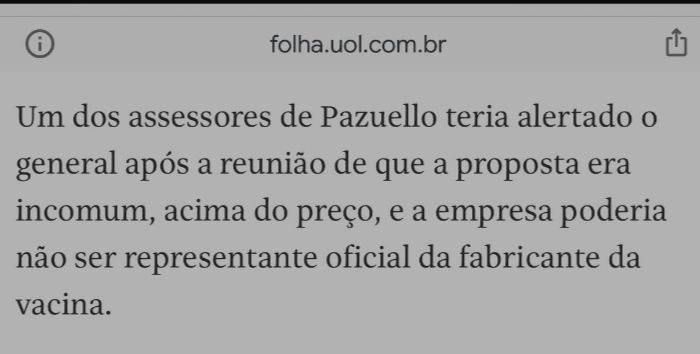 folha.uol.com.br
Um dos assessores de Pazuello teria alertado o
general após a reunião de que a proposta era
incomum, acima do preço, e a empresa poderia
não ser representante oficial da fabricante da
vacina.